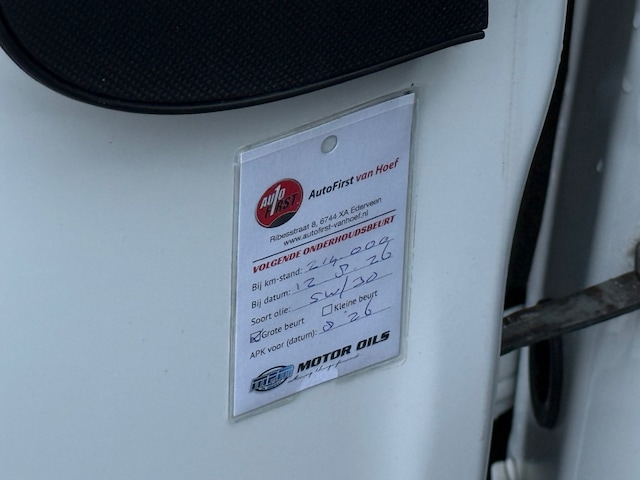 AUTO FIRST
AutoFirst van Hoef
Ribesstraat 8, 6744 XA Ederveen
www.autofirst-vanhoef.nl
VOLGENDE ONDERHOUDSBEURT
Bij km-stand: 214.000
Bij datum: 12 8 26
Soort olie: 5W/30
☑Grote beurt ☐Kleine beurt
APK voor (datum): 8 '26
MPM MOTOR OILS